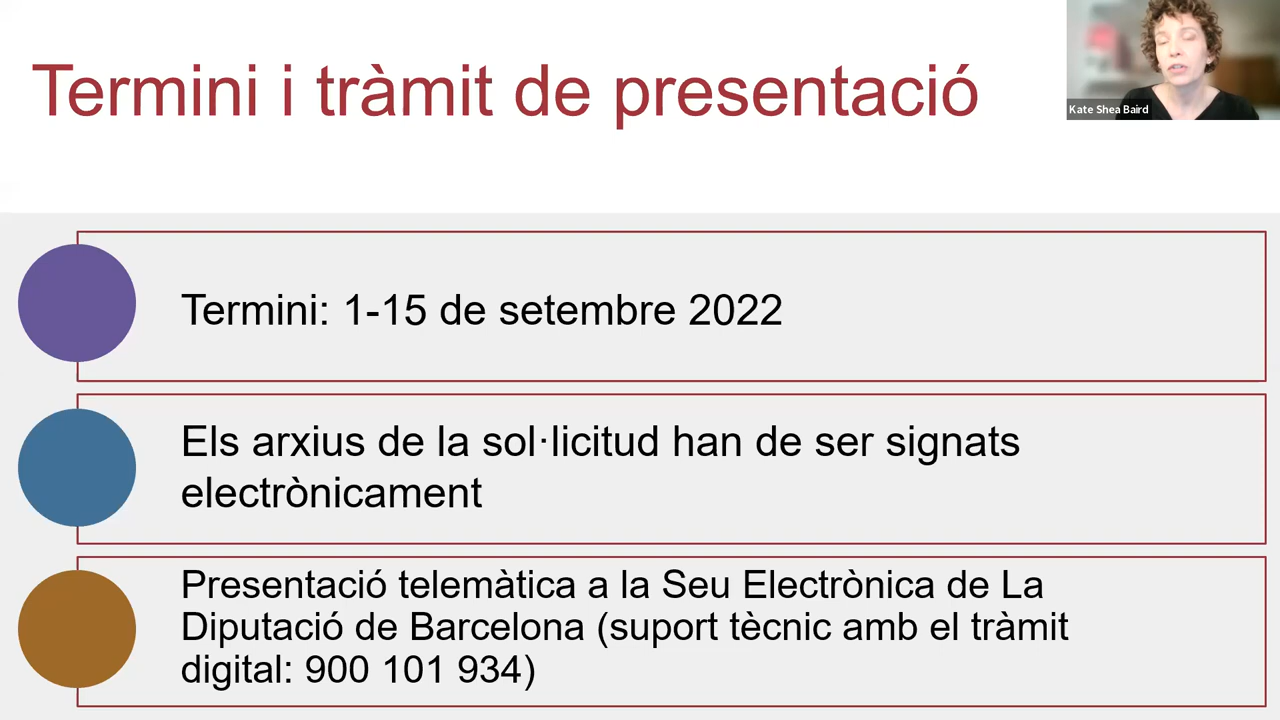 Termini i tràmit de presentació
Kate Shea Baird
Termini: 1-15 de setembre 2022
Els arxius de la sol·licitud han de ser signats
electrònicament
Presentació telemàtica a la Seu Electrònica de La
Diputació de Barcelona (suport tècnic amb el tràmit
digital: 900 101 934)